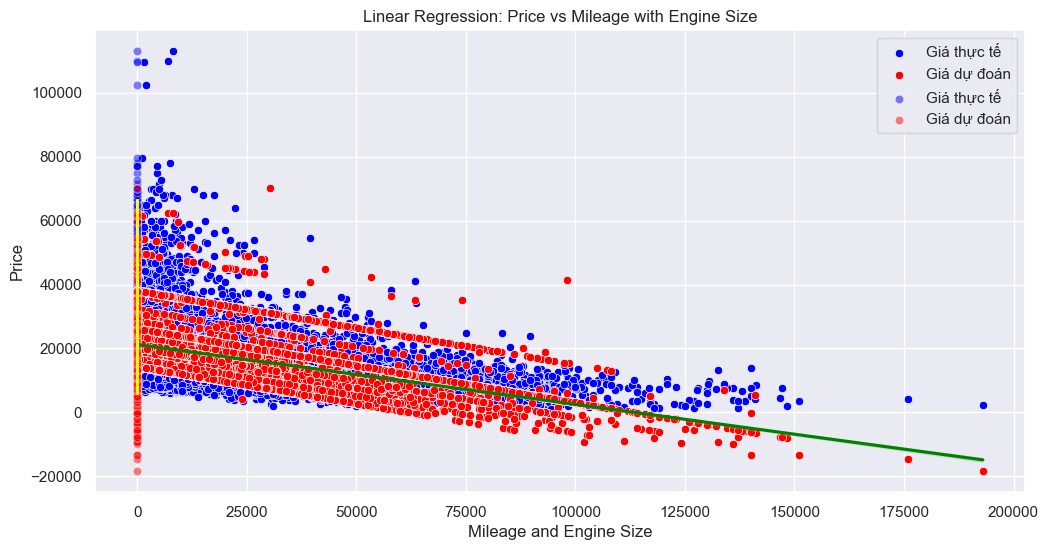 Linear Regression: Price vs Mileage with Engine Size
Giá thực tế
Giá dự đoán
Giá thực tế
Giá dự đoán
100000
80000
60000
40000
20000
0
−20000
Price
0
25000
50000
75000
100000
125000
150000
175000
200000
Mileage and Engine Size